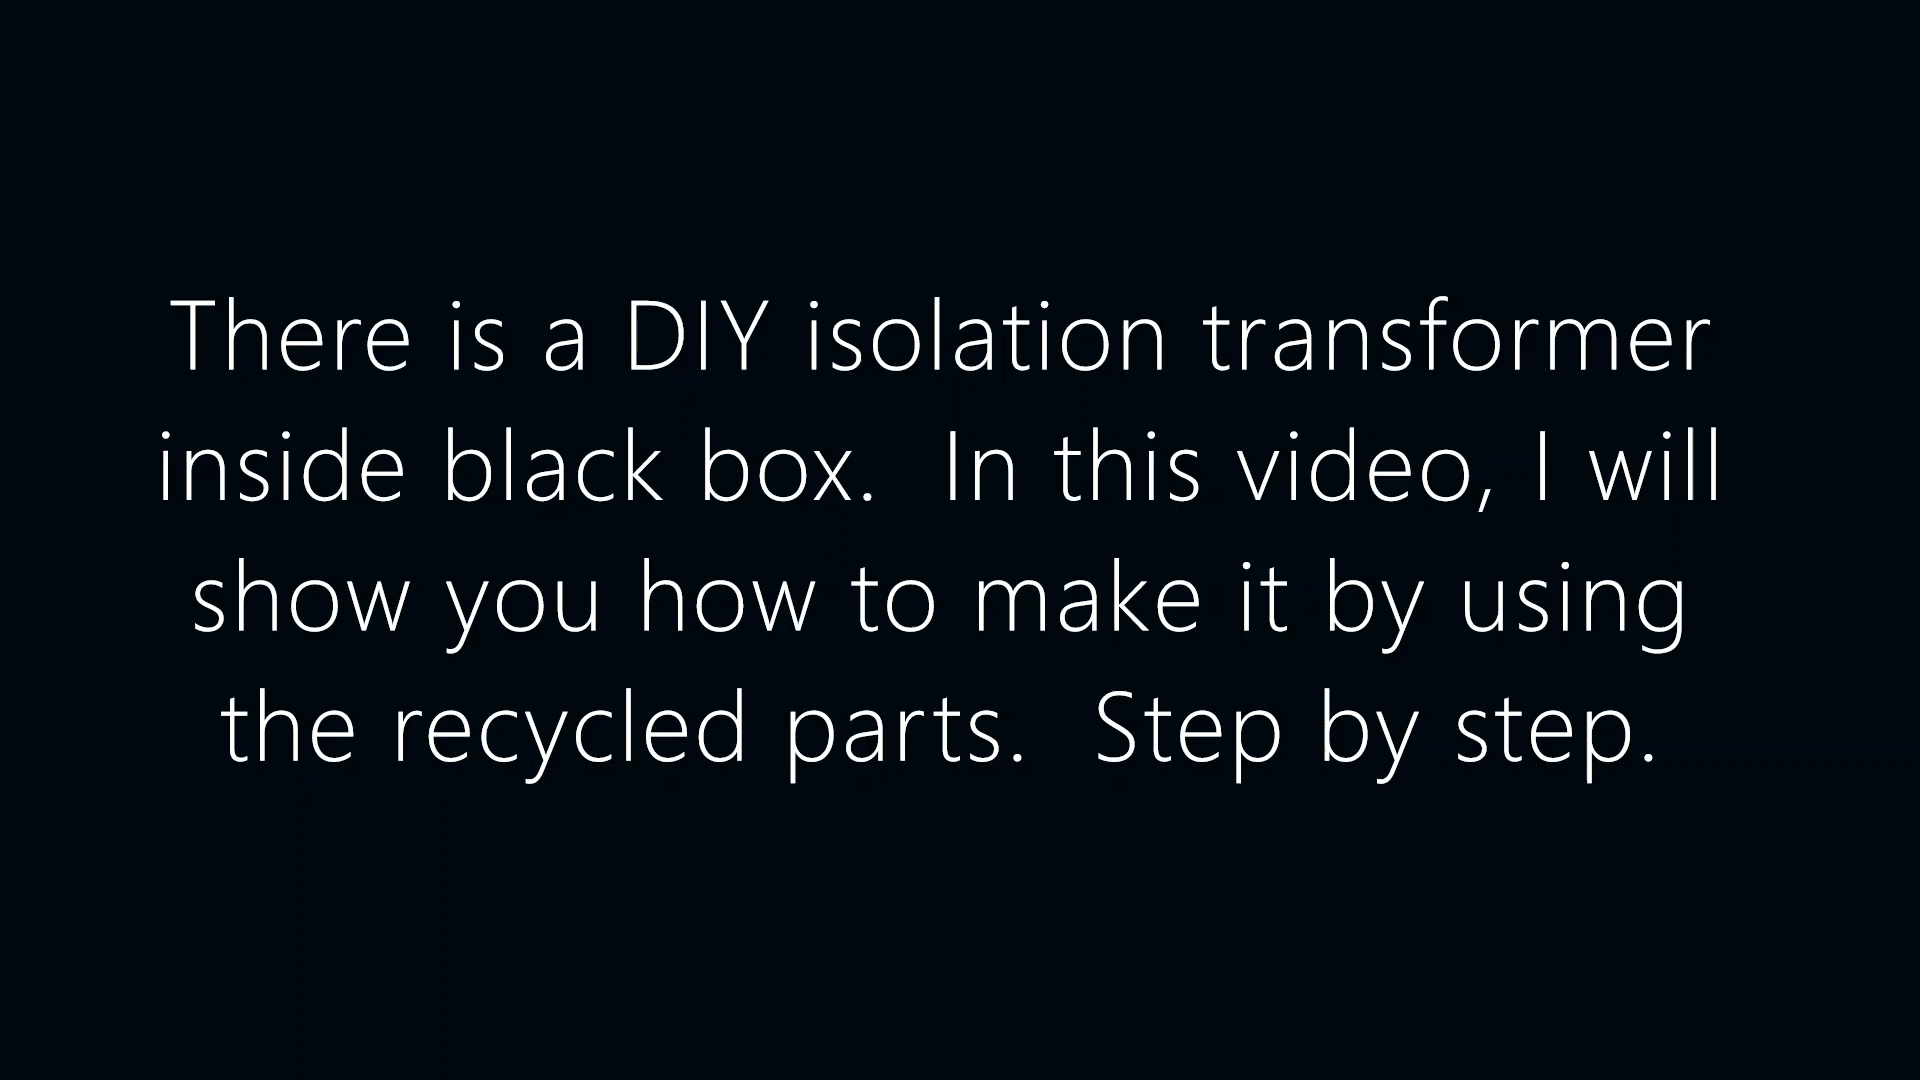 There is a DIY isolation transformer
inside black box.  In this video, I will
show you how to make it by using
the recycled parts.  Step by step.